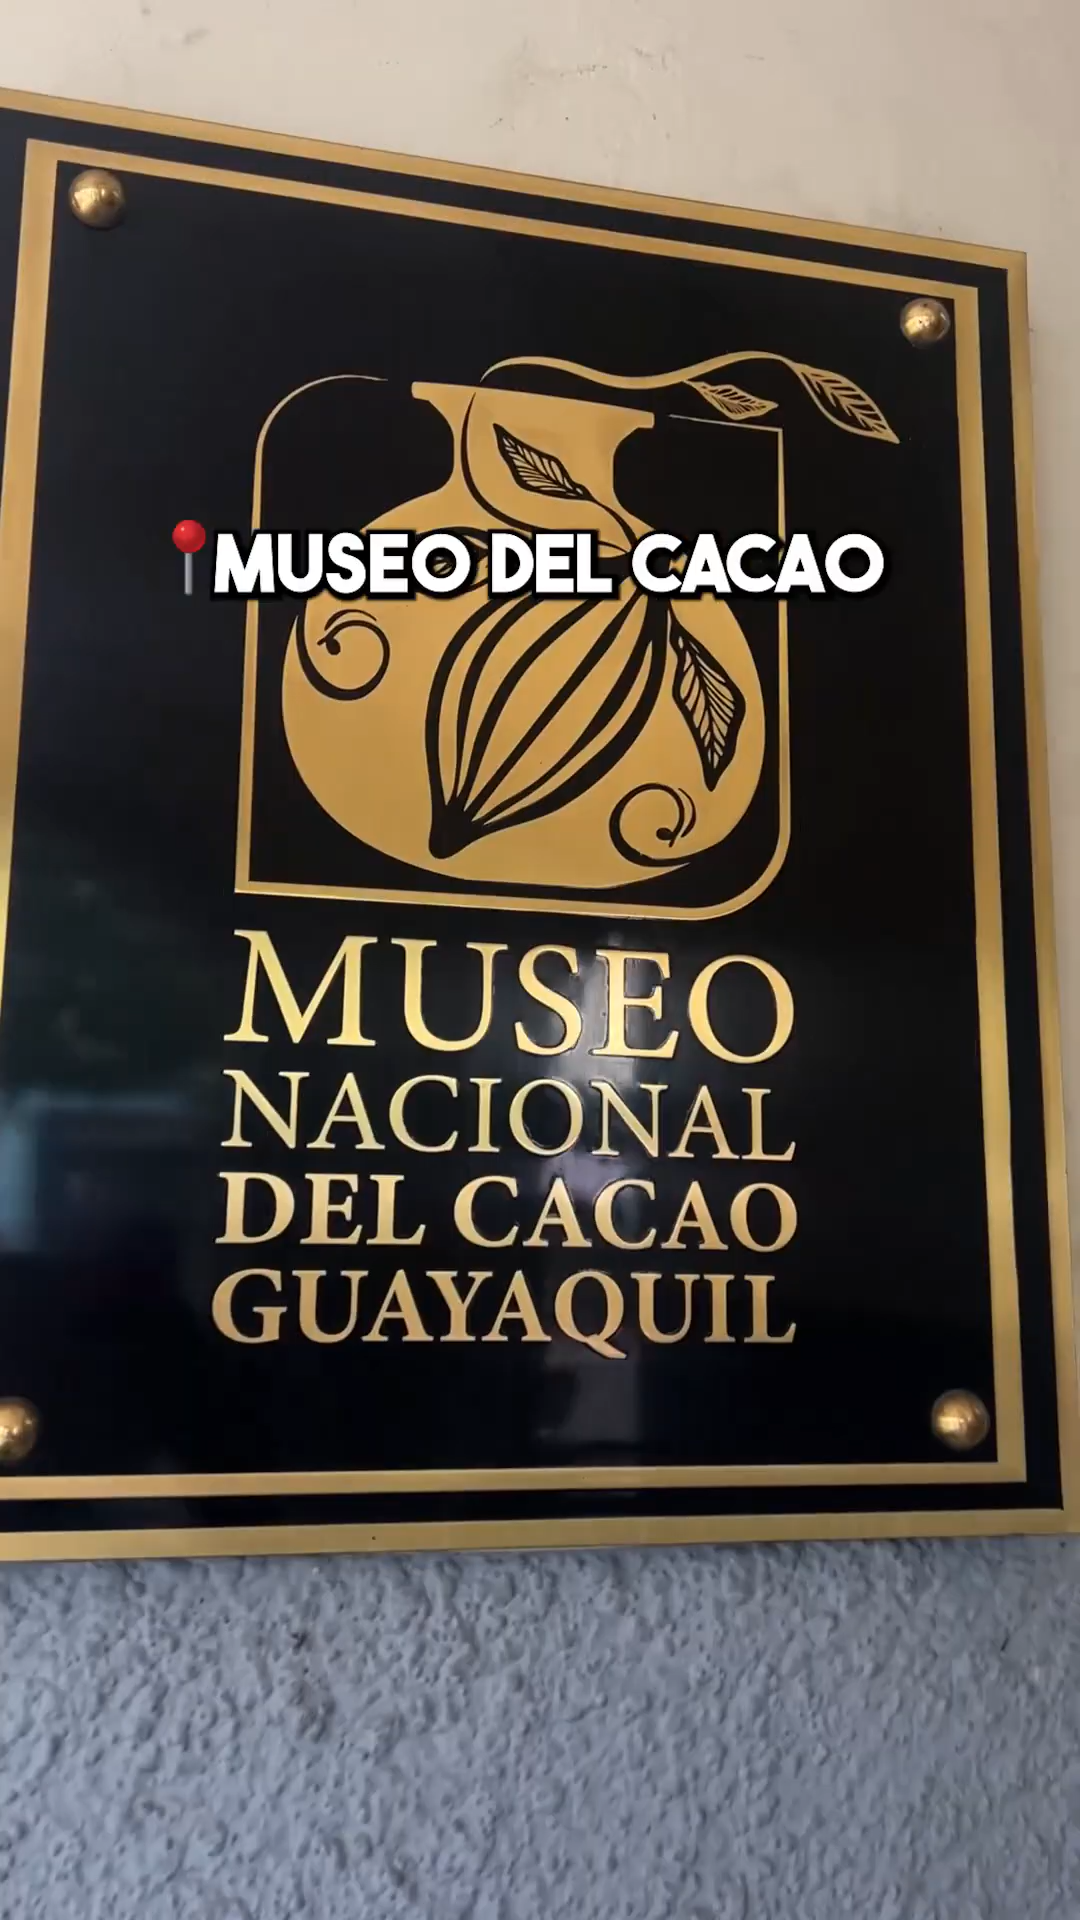 📍MUSEO DEL CACAO
MUSEO
NACIONAL
DEL CACAO
GUAYAQUIL